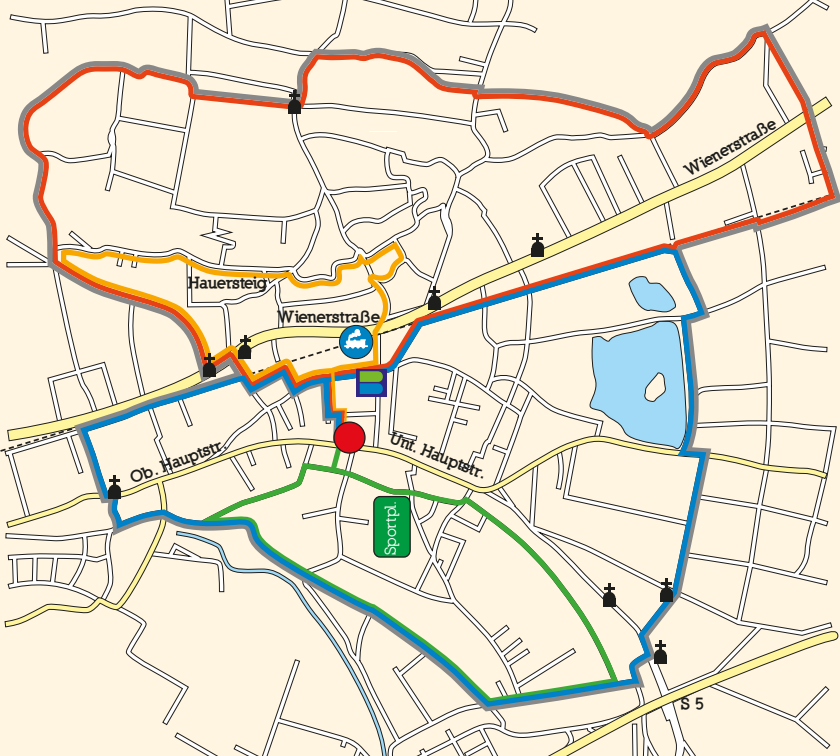 Wienerstraße
Hauersteig
Wienerstraße
Ob. Hauptstr.
Unt. Hauptstr.
Sportpl.
S 5